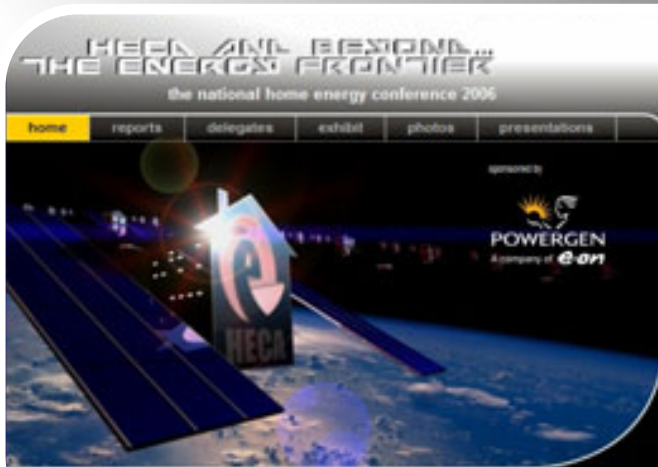 HECA AND BEYOND...
THE ENERGY FRONTIER
the national home energy conference 2006
home reports delegates exhibit photos presentations
sponsored by
POWERGEN
A company of e·on
e
HECA